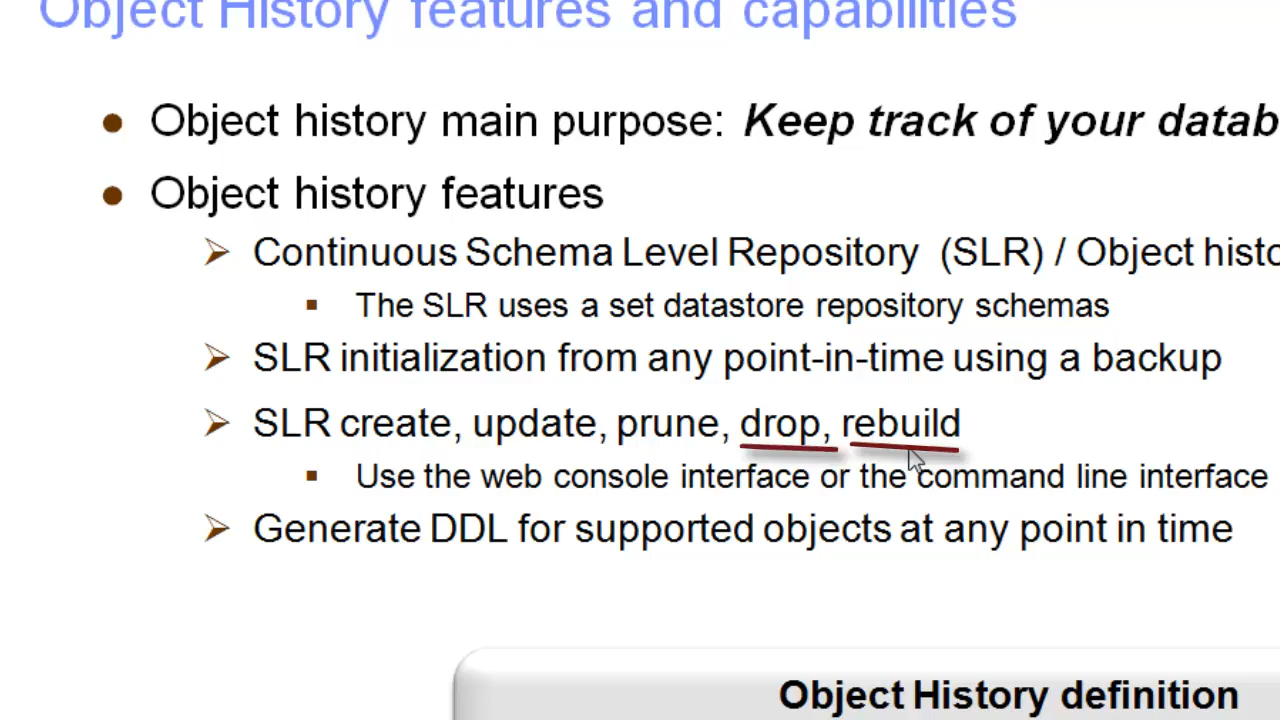 Object History features and capabilities
Object history main purpose: Keep track of your datab
Object history features
Continuous Schema Level Repository (SLR) / Object histo
The SLR uses a set datastore repository schemas
SLR initialization from any point-in-time using a backup
SLR create, update, prune, drop, rebuild
Use the web console interface or the command line interface
Generate DDL for supported objects at any point in time
Object History definition